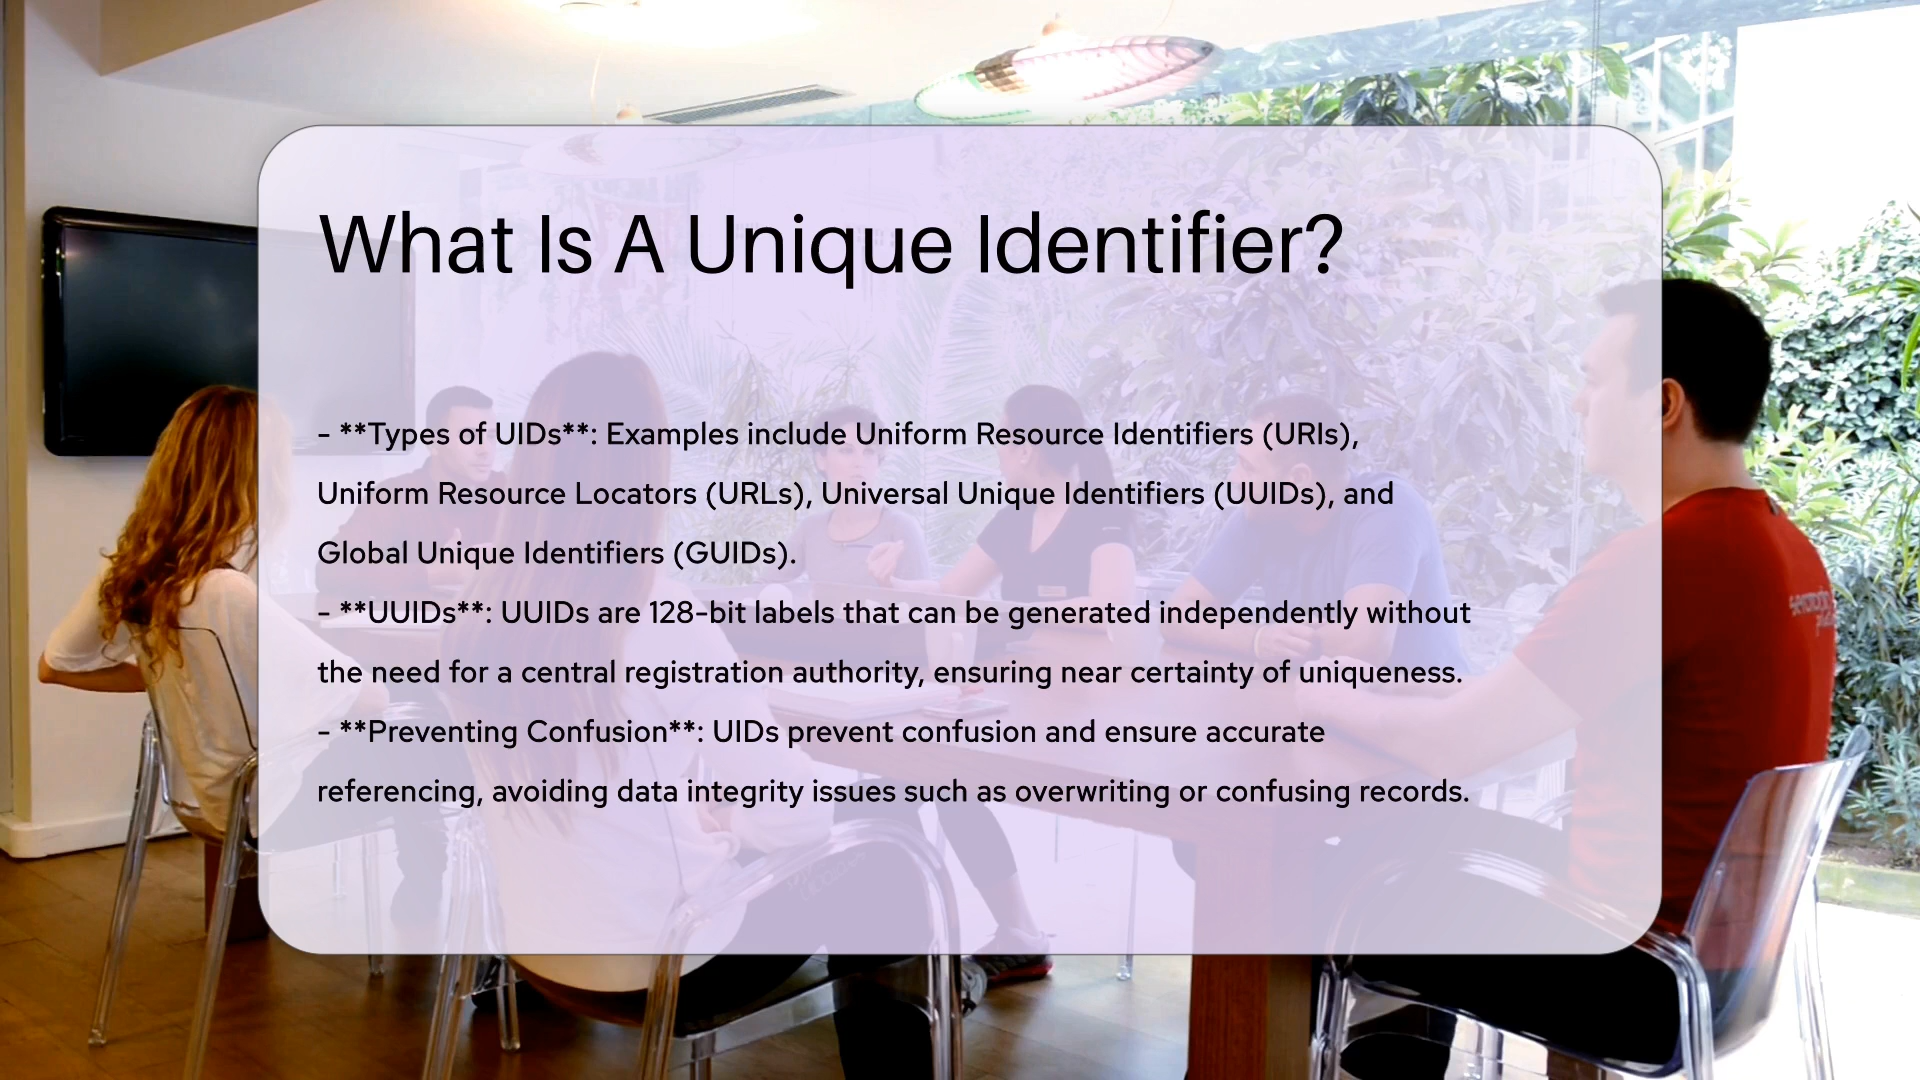 What Is A Unique Identifier?
- **Types of UIDs**: Examples include Uniform Resource Identifiers (URIs),
Uniform Resource Locators (URLs), Universal Unique Identifiers (UUIDs), and
Global Unique Identifiers (GUIDs).
- **UUIDs**: UUIDs are 128-bit labels that can be generated independently without
the need for a central registration authority, ensuring near certainty of uniqueness.
- **Preventing Confusion**: UIDs prevent confusion and ensure accurate
referencing, avoiding data integrity issues such as overwriting or confusing records.